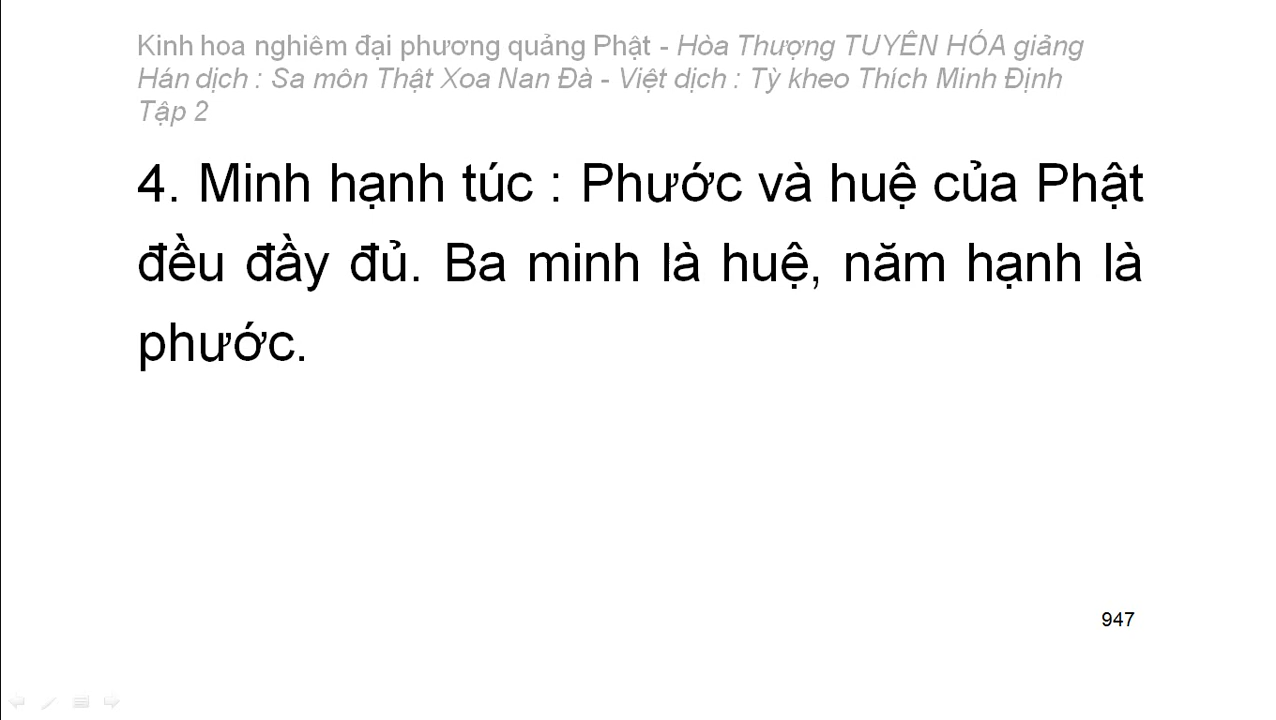 Kinh hoa nghiêm đại phương quảng Phật - Hòa Thượng TUYÊN HÓA giảng
Hán dịch : Sa môn Thật Xoa Nan Đà - Việt dịch : Tỳ kheo Thích Minh Định
Tập 2
4. Minh hạnh túc : Phước và huệ của Phật
đều đầy đủ. Ba minh là huệ, năm hạnh là
phước.
947